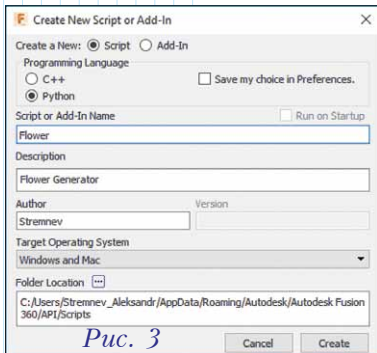 Create New Script or Add-In
Create a New: Script Add-In
Programming Language
C++
Save my choice in Preferences.
Python
Script or Add-In Name
Run on Startup
Flower
Description
Flower Generator
Author Version
Stremnev
Target Operating System
Windows and Mac
Folder Location
C:/Users/Stremnev_Aleksandr/AppData/Roaming/Autodesk/Autodesk Fusion
360/API/Scripts
Рис. 3
Cancel Create